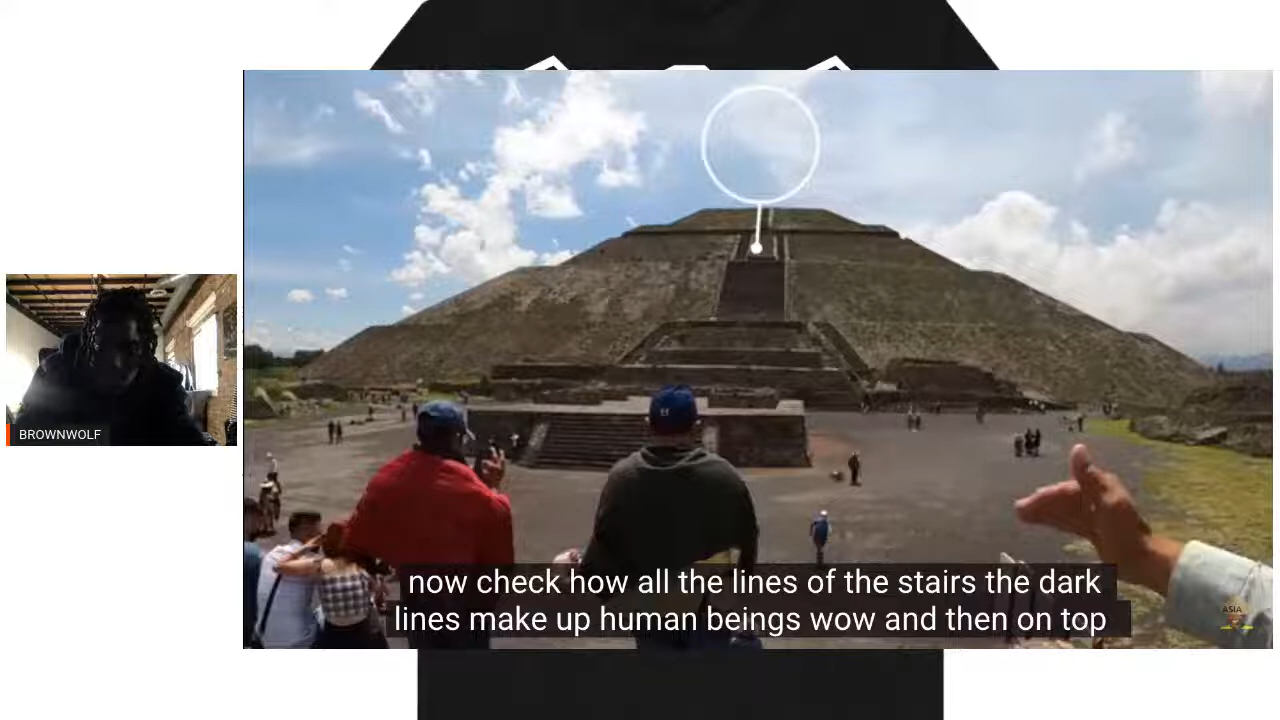 BROWNWOLF
now check how all the lines of the stairs the dark
lines make up human beings wow and then on top
ASIA